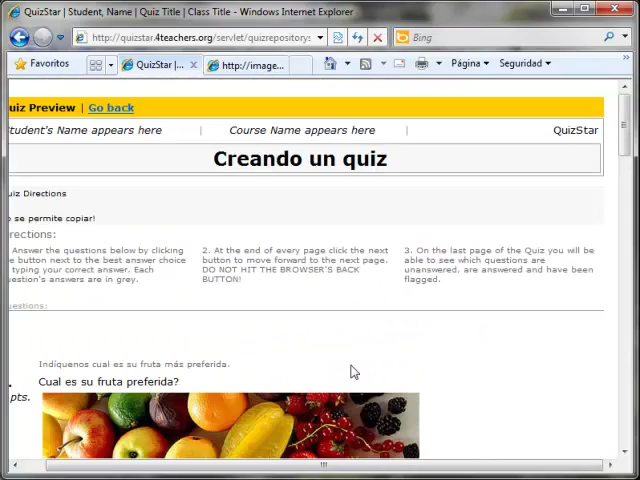 QuizStar | Student, Name | Quiz Title | Class Title - Windows Internet Explorer
http://quizstar.4teachers.org/servlet/quizrepositorys
Bing
Favoritos
QuizStar |...
http://image...
Página
Seguridad
uiz Preview | Go back
tudent's Name appears here | Course Name appears here | QuizStar
Creando un quiz
uiz Directions
o se permite copiar!
rections:
Answer the questions below by clicking
e button next to the best answer choice
typing your correct answer. Each
uestion's answers are in grey.
2. At the end of every page click the next
button to move forward to the next page.
DO NOT HIT THE BROWSER'S BACK
BUTTON!
3. On the last page of the Quiz you will be
able to see which questions are
unanswered, are answered and have been
flagged.
uestions:
Indíquenos cual es su fruta más preferida.
Cual es su fruta preferida?
pts.